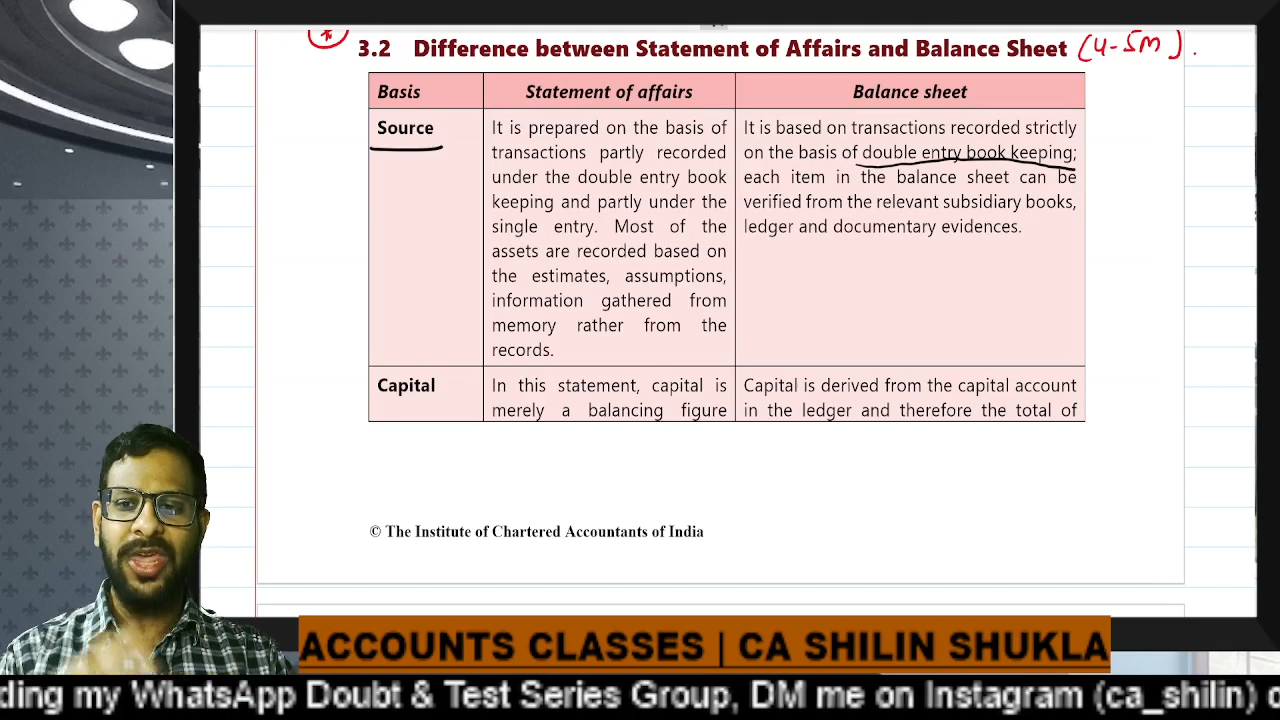 3.2 Difference between Statement of Affairs and Balance Sheet (4-5m).
Basis
Statement of affairs
Balance sheet
Source
It is prepared on the basis of
transactions partly recorded
under the double entry book
keeping and partly under the
single entry. Most of the
assets are recorded based on
the estimates, assumptions,
information gathered from
memory rather from the
records.
It is based on transactions recorded strictly
on the basis of double entry book keeping;
each item in the balance sheet can be
verified from the relevant subsidiary books,
ledger and documentary evidences.
Capital
In this statement, capital is
merely a balancing figure
Capital is derived from the capital account
in the ledger and therefore the total of
© The Institute of Chartered Accountants of India
ACCOUNTS CLASSES | CA SHILIN SHUKLA
ding my WhatsApp Doubt & Test Series Group, DM me on Instagram (ca_shilin)